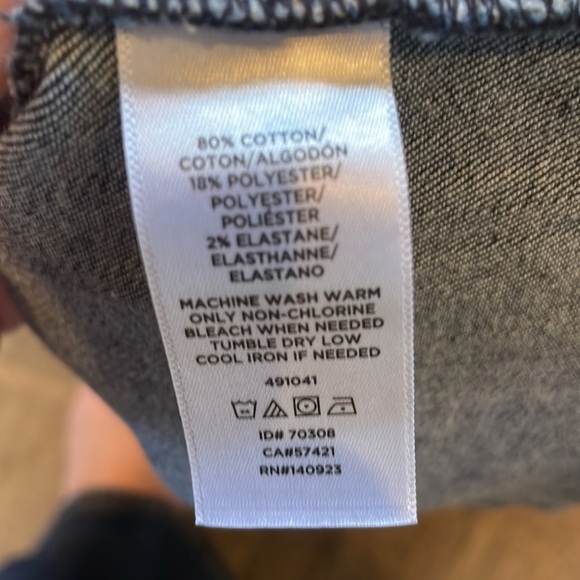 80% COTTON/
COTON/ALGODÓN
18% POLYESTER/
POLYESTER/
POLIÉSTER
2% ELASTANE/
ELASTHANNE/
ELASTANO
MACHINE WASH WARM
ONLY NON-CHLORINE
BLEACH WHEN NEEDED
TUMBLE DRY LOW
COOL IRON IF NEEDED
491041
ID# 70308
CA#57421
RN#140923